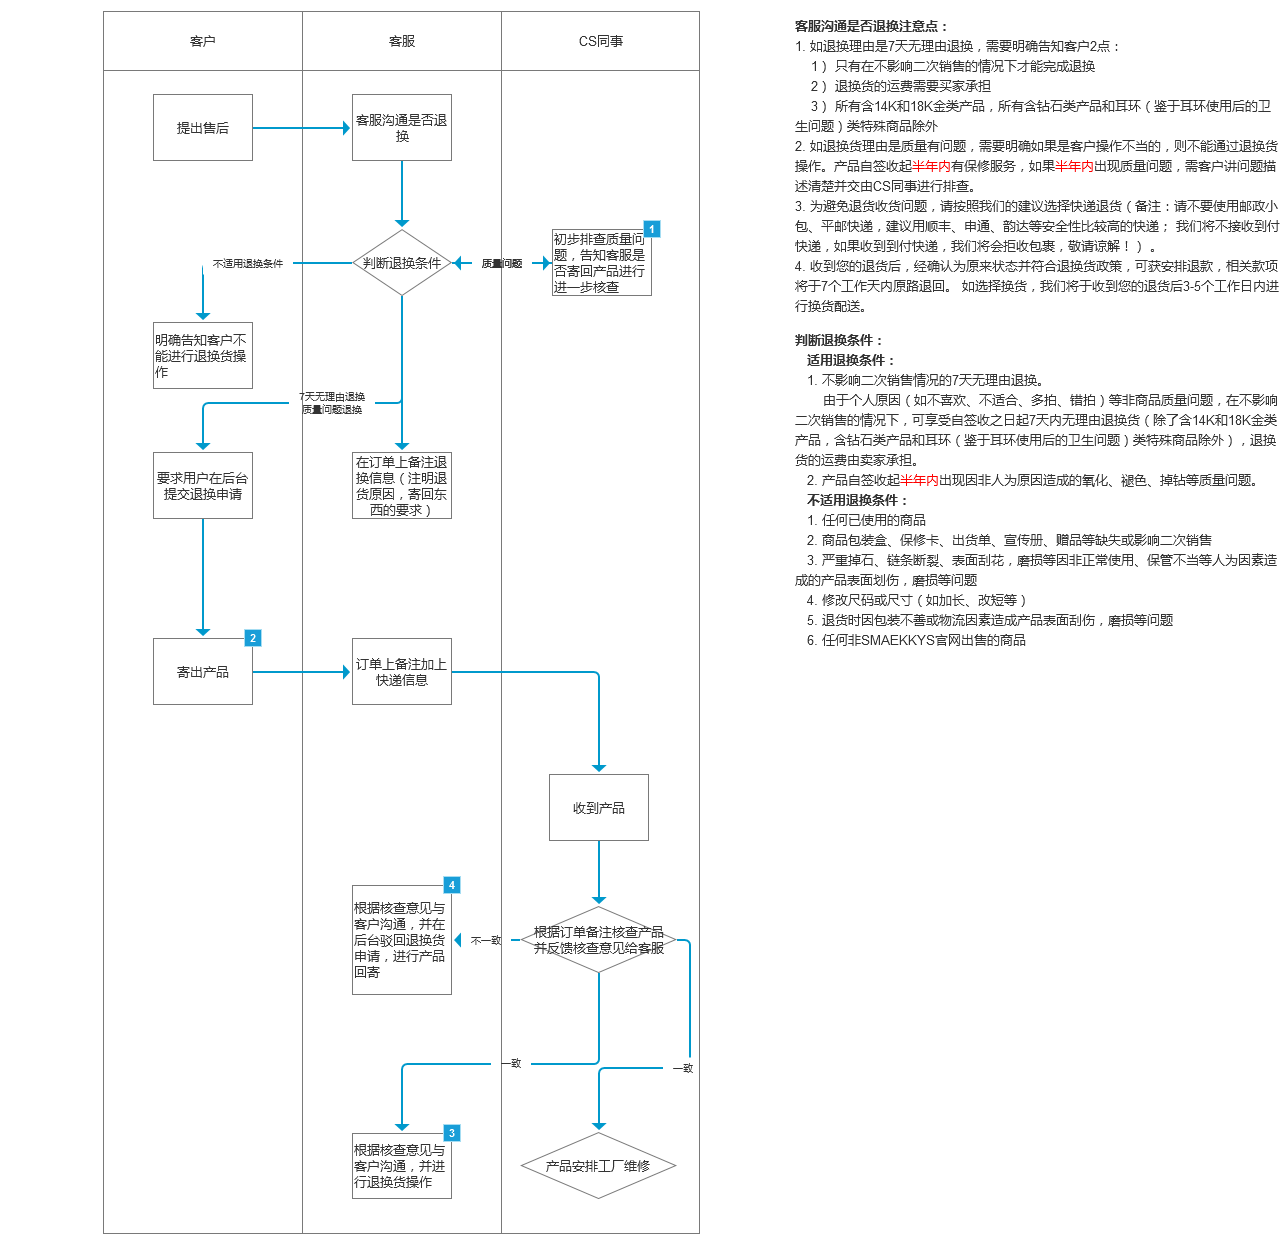 客户
客服
CS同事
提出售后
客服沟通是否退
换
1
初步排查质量问
题，告知客服是
否寄回产品进行
进一步核查
不适用退换条件
判断退换条件
质量问题
明确告知客户不
能进行退换货操
作
7天无理由退换
质量问题退换
要求用户在后台
提交退换申请
在订单上备注退
换信息（注明退
货原因，寄回东
西的要求）
2
寄出产品
订单上备注加上
快递信息
收到产品
4
根据核查意见与
客户沟通，并在
后台驳回退换货
申请，进行产品
回寄
不一致
根据订单备注核查产品
并反馈核查意见给客服
一致
一致
3
根据核查意见与
客户沟通，并进
行退换货操作
产品安排工厂维修
客服沟通是否退换注意点：
1. 如退换理由是7天无理由退换，需要明确告知客户2点：
1） 只有在不影响二次销售的情况下才能完成退换
2） 退换货的运费需要买家承担
3） 所有含14K和18K金类产品，所有含钻石类产品和耳环（鉴于耳环使用后的卫
生问题）类特殊商品除外
2. 如退换货理由是质量有问题，需要明确如果是客户操作不当的，则不能通过退换货
操作。产品自签收起半年内有保修服务，如果半年内出现质量问题，需客户讲问题描
述清楚并交由CS同事进行排查。
3. 为避免退货收货问题，请按照我们的建议选择快递退货（备注：请不要使用邮政小
包、平邮快递，建议用顺丰、申通、韵达等安全性比较高的快递； 我们将不接收到付
快递，如果收到到付快递，我们将会拒收包裹，敬请谅解！） 。
4. 收到您的退货后，经确认为原来状态并符合退换货政策，可获安排退款，相关款项
将于7个工作天内原路退回。 如选择换货，我们将于收到您的退货后3-5个工作日内进
行换货配送。
判断退换条件：
适用退换条件：
1. 不影响二次销售情况的7天无理由退换。
由于个人原因（如不喜欢、不适合、多拍、错拍）等非商品质量问题，在不影响
二次销售的情况下，可享受自签收之日起7天内无理由退换货（除了含14K和18K金类
产品，含钻石类产品和耳环（鉴于耳环使用后的卫生问题）类特殊商品除外），退换
货的运费由卖家承担。
2. 产品自签收起半年内出现因非人为原因造成的氧化、褪色、掉钻等质量问题。
不适用退换条件：
1. 任何已使用的商品
2. 商品包装盒、保修卡、出货单、宣传册、赠品等缺失或影响二次销售
3. 严重掉石、链条断裂、表面刮花，磨损等因非正常使用、保管不当等人为因素造
成的产品表面划伤，磨损等问题
4. 修改尺码或尺寸（如加长、改短等）
5. 退货时因包装不善或物流因素造成产品表面刮伤，磨损等问题
6. 任何非SMAEKKYS官网出售的商品